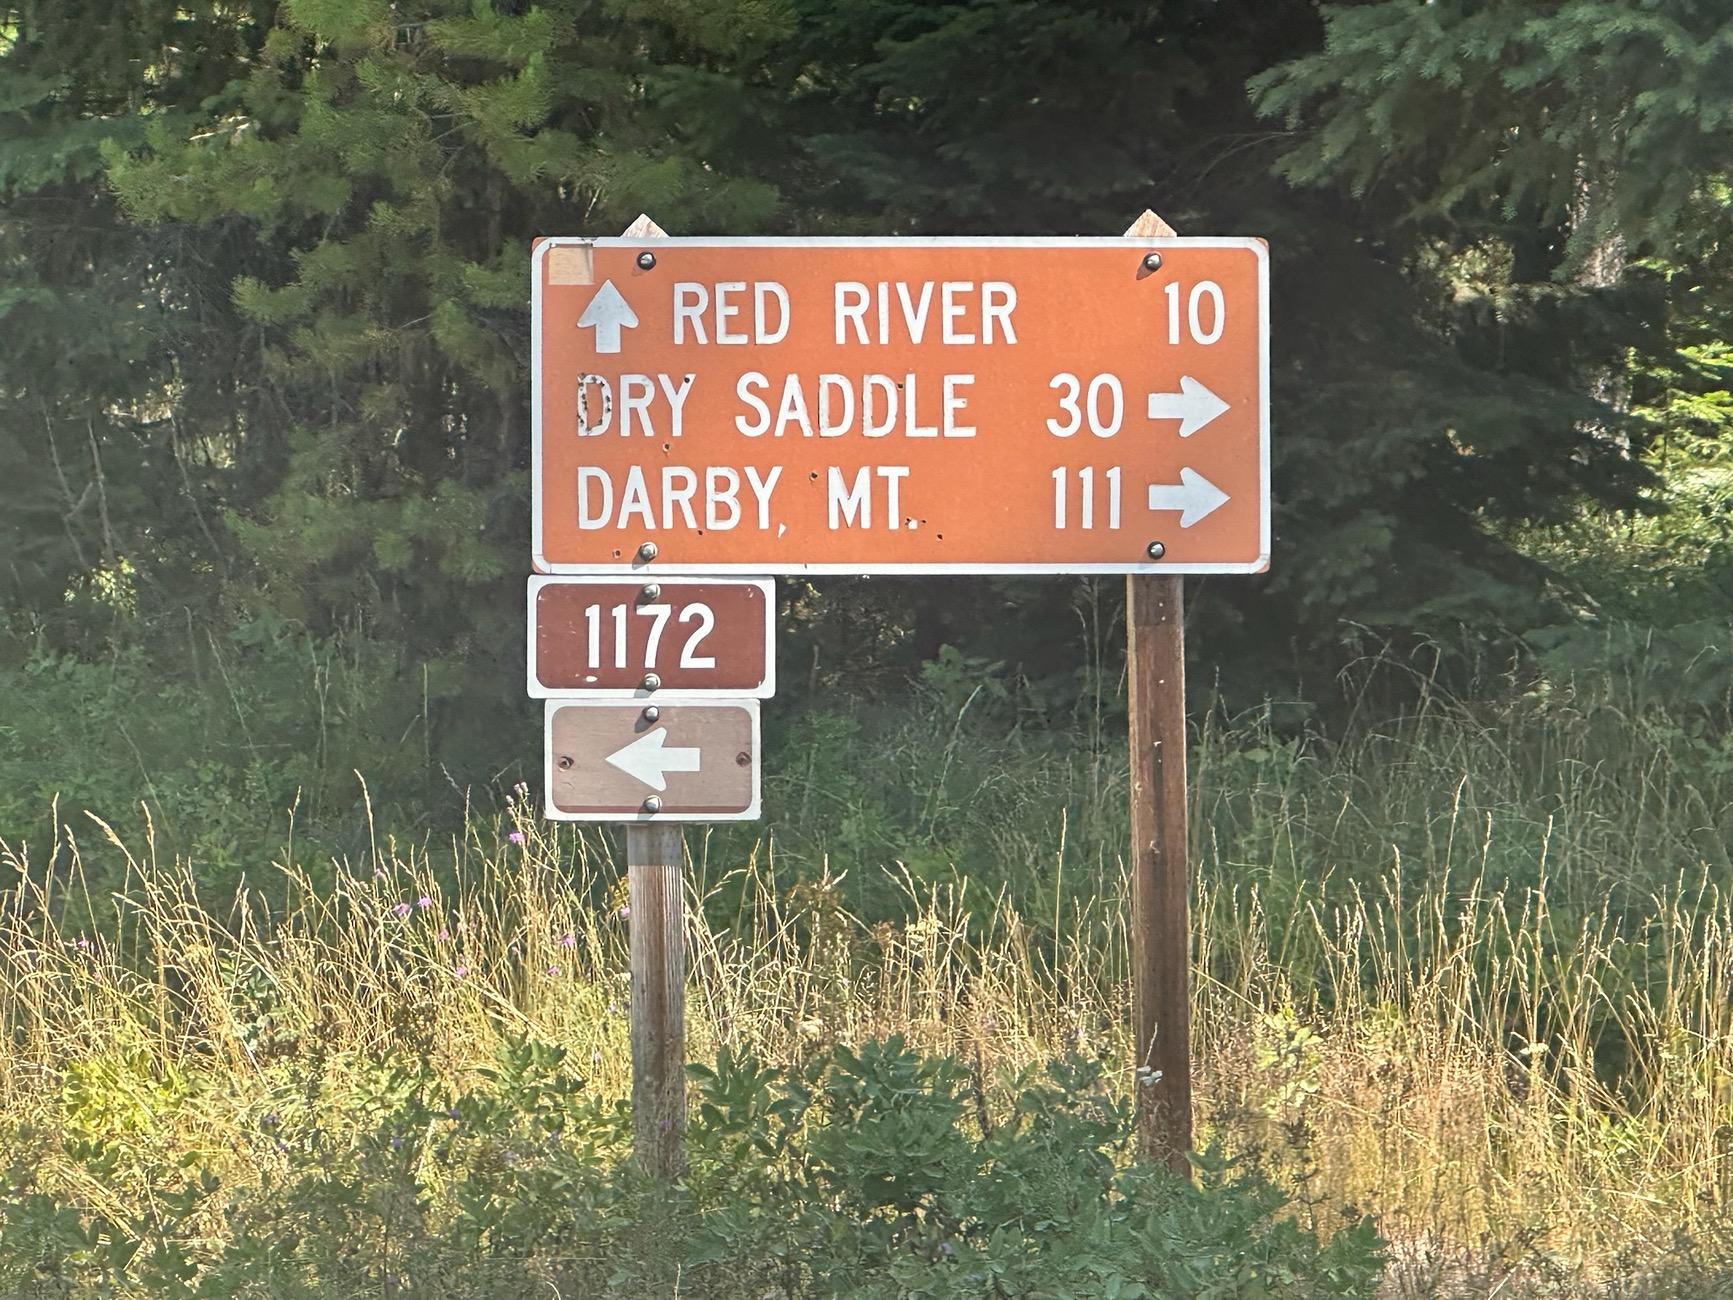 ↑ RED RIVER 10
DRY SADDLE 30 →
DARBY, MT. 111 →
1172
←